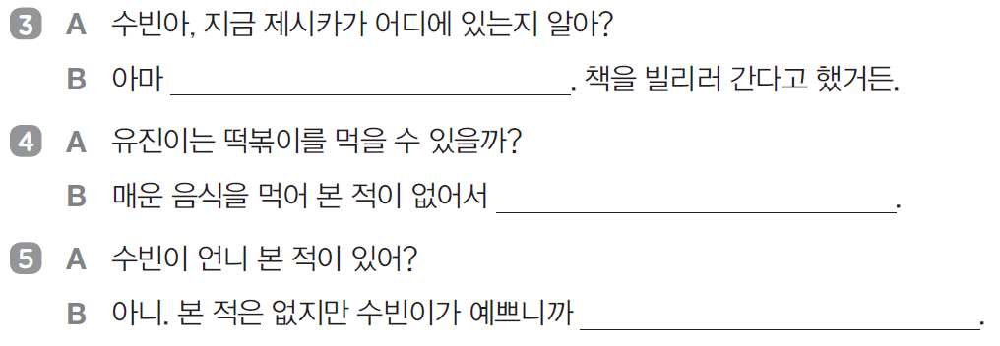 3 A 수빈아, 지금 제시카가 어디에 있는지 알아?
B 아마 ____________________. 책을 빌리러 간다고 했거든.
4 A 유진이는 떡볶이를 먹을 수 있을까?
B 매운 음식을 먹어 본 적이 없어서 ____________________.
5 A 수빈이 언니 본 적이 있어?
B 아니. 본 적은 없지만 수빈이가 예쁘니까 ____________________.